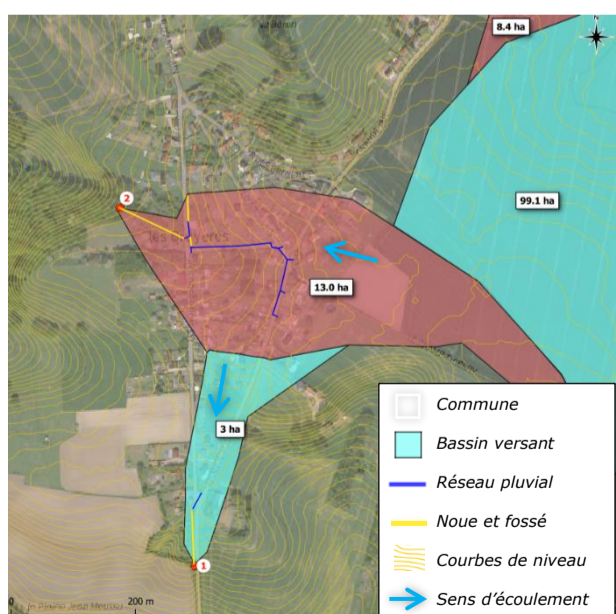 8.4 ha
99.1 ha
2
13.0 ha
3 ha
1
Commune
Bassin versant
Réseau pluvial
Noue et fossé
Courbes de niveau
Sens d'écoulement
0
200 m